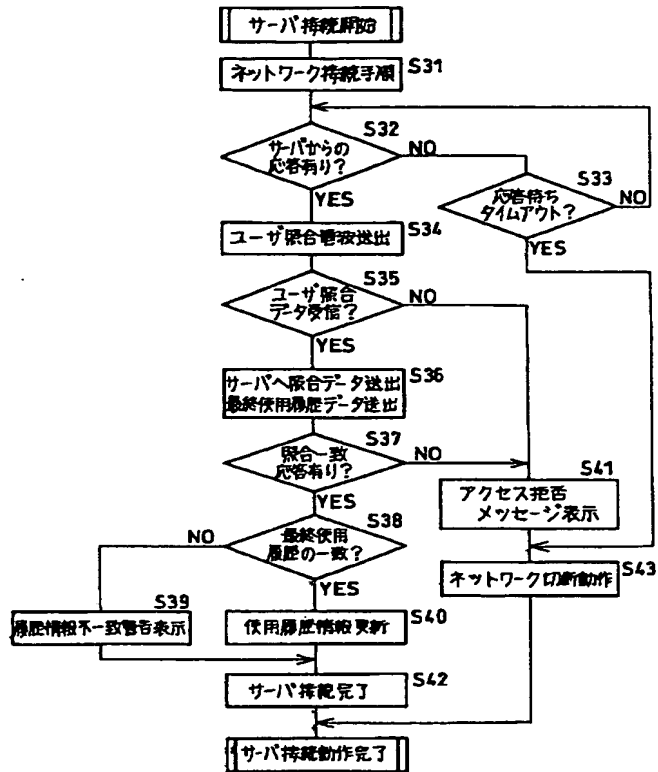 サーバ接続開始
ネットワーク接続手順
S31
サーバからの
応答有り?
S32
NO
YES
応答待ち
タイムアウト?
S33
NO
YES
ユーザ照合電波送出
S34
ユーザ照合
データ受信?
S35
NO
YES
サーバへ照合データ送出
最終使用履歴データ送出
S36
照合一致
応答有り?
S37
NO
YES
アクセス拒否
メッセージ表示
S41
最終使用
履歴の一致?
S38
NO
YES
ネットワーク切断動作
S43
履歴情報不一致警告表示
S39
使用履歴情報更新
S40
サーバ接続完了
S42
サーバ接続動作完了